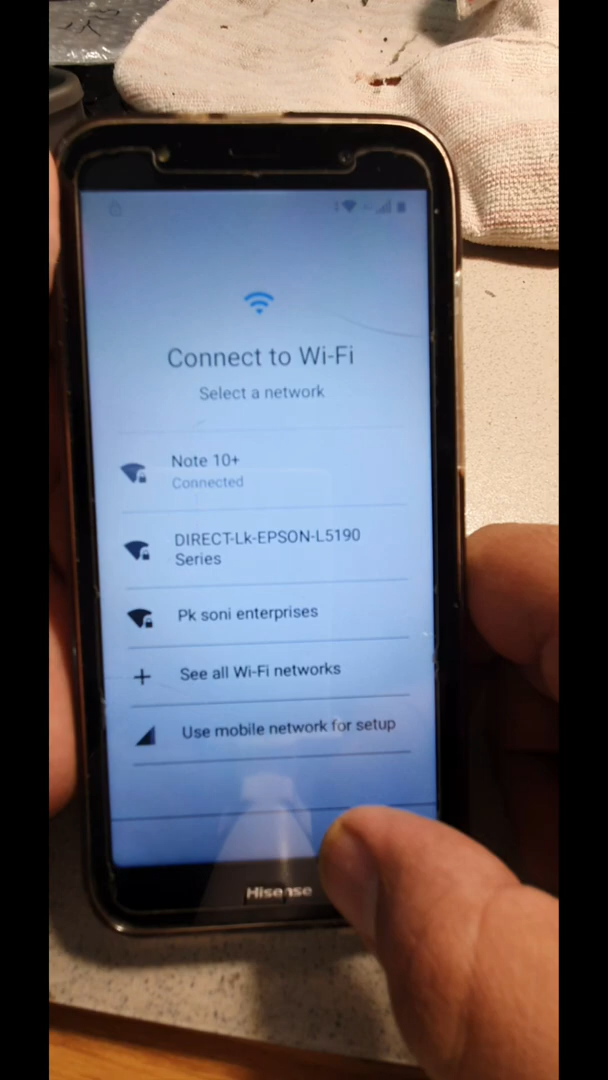 Connect to Wi-Fi
Select a network
Note 10+
Connected
DIRECT-Lk-EPSON-L5190
Series
Pk soni enterprises
See all Wi-Fi networks
Use mobile network for setup
Hisense